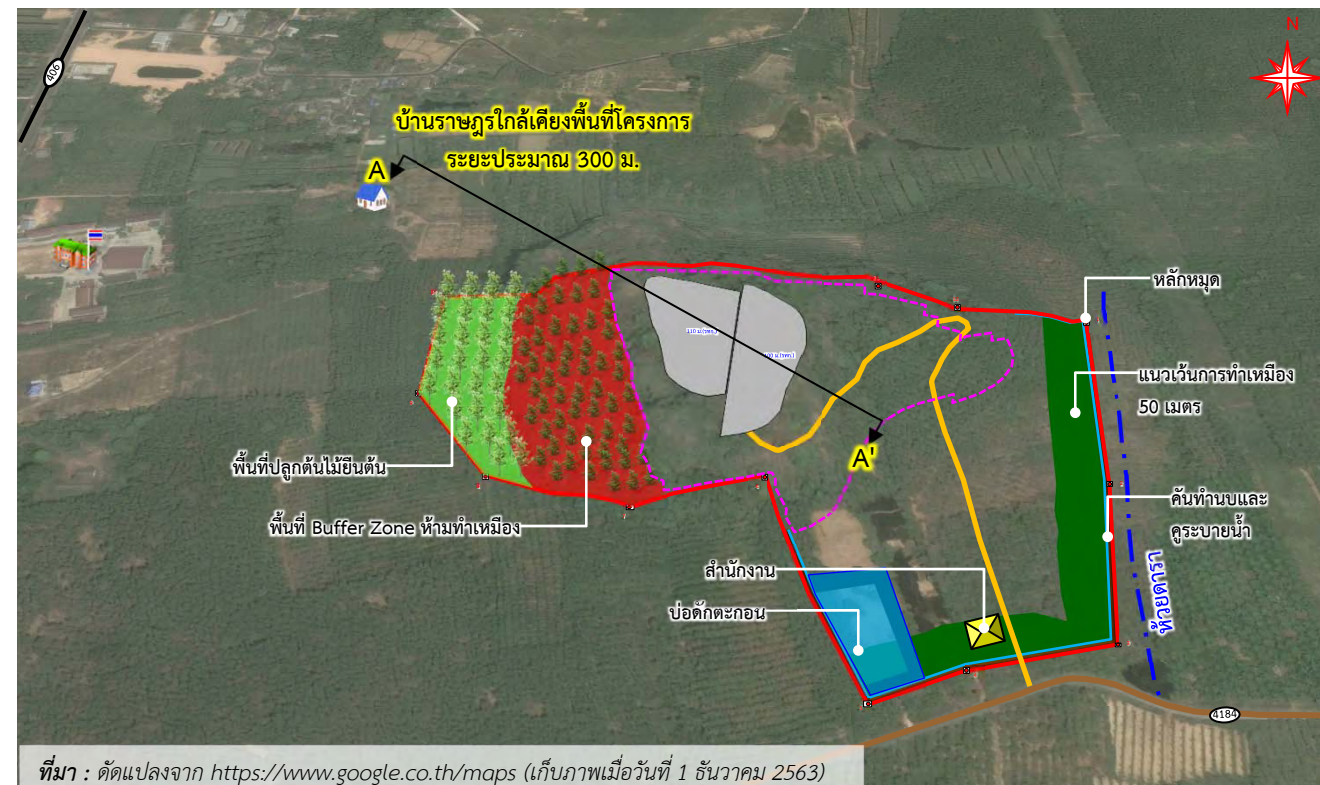 N
406
บ้านราษฎรใกล้เคียงพื้นที่โครงการ
ระยะประมาณ 300 ม.
A
หลักหมุด
แนวเว้นการทำเหมือง
50 เมตร
A'
พื้นที่ปลูกต้นไม้ยืนต้น
พื้นที่ Buffer Zone ห้ามทำเหมือง
คันทำนบและ
คูระบายน้ำ
สำนักงาน
บ่อดักตะกอน
4184
ที่มา : ดัดแปลงจาก https://www.google.co.th/maps (เก็บภาพเมื่อวันที่ 1 ธันวาคม 2563)